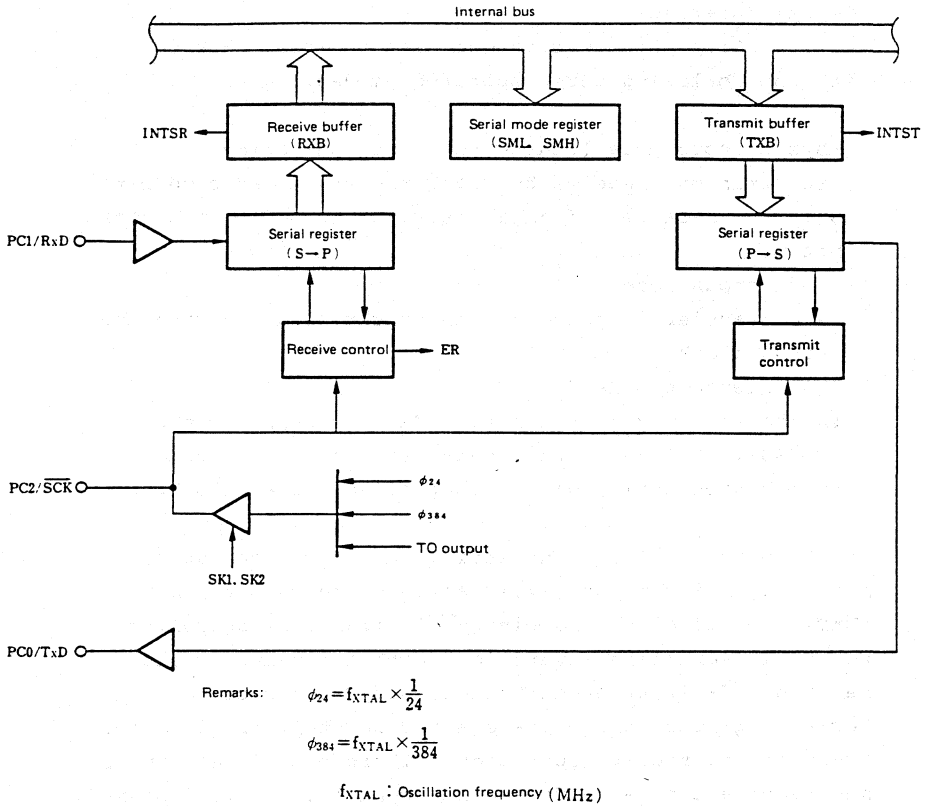 Internal bus
INTSR
Receive buffer
(RXB)
Serial mode register
(SML. SMH)
Transmit buffer
(TXB)
INTST
PC1/RxD
Serial register
(S→P)
Serial register
(P→S)
Receive control
ER
Transmit
control
PC2/S̅C̅K̅
ϕ24
ϕ384
TO output
SK1. SK2
PC0/TxD
Remarks: ϕ24=fXTAL×1/24
ϕ384=fXTAL×1/384
fXTAL : Oscillation frequency (MHz)